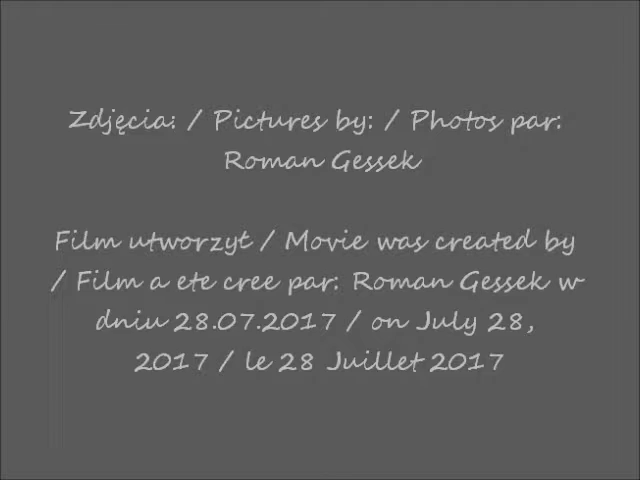 Zdjęcia: / Pictures by: / Photos par:
Roman Gessek
Film utworzył / Movie was created by
/ Film a ete cree par: Roman Gessek w
dniu 28.07.2017 / on July 28,
2017 / le 28 Juillet 2017